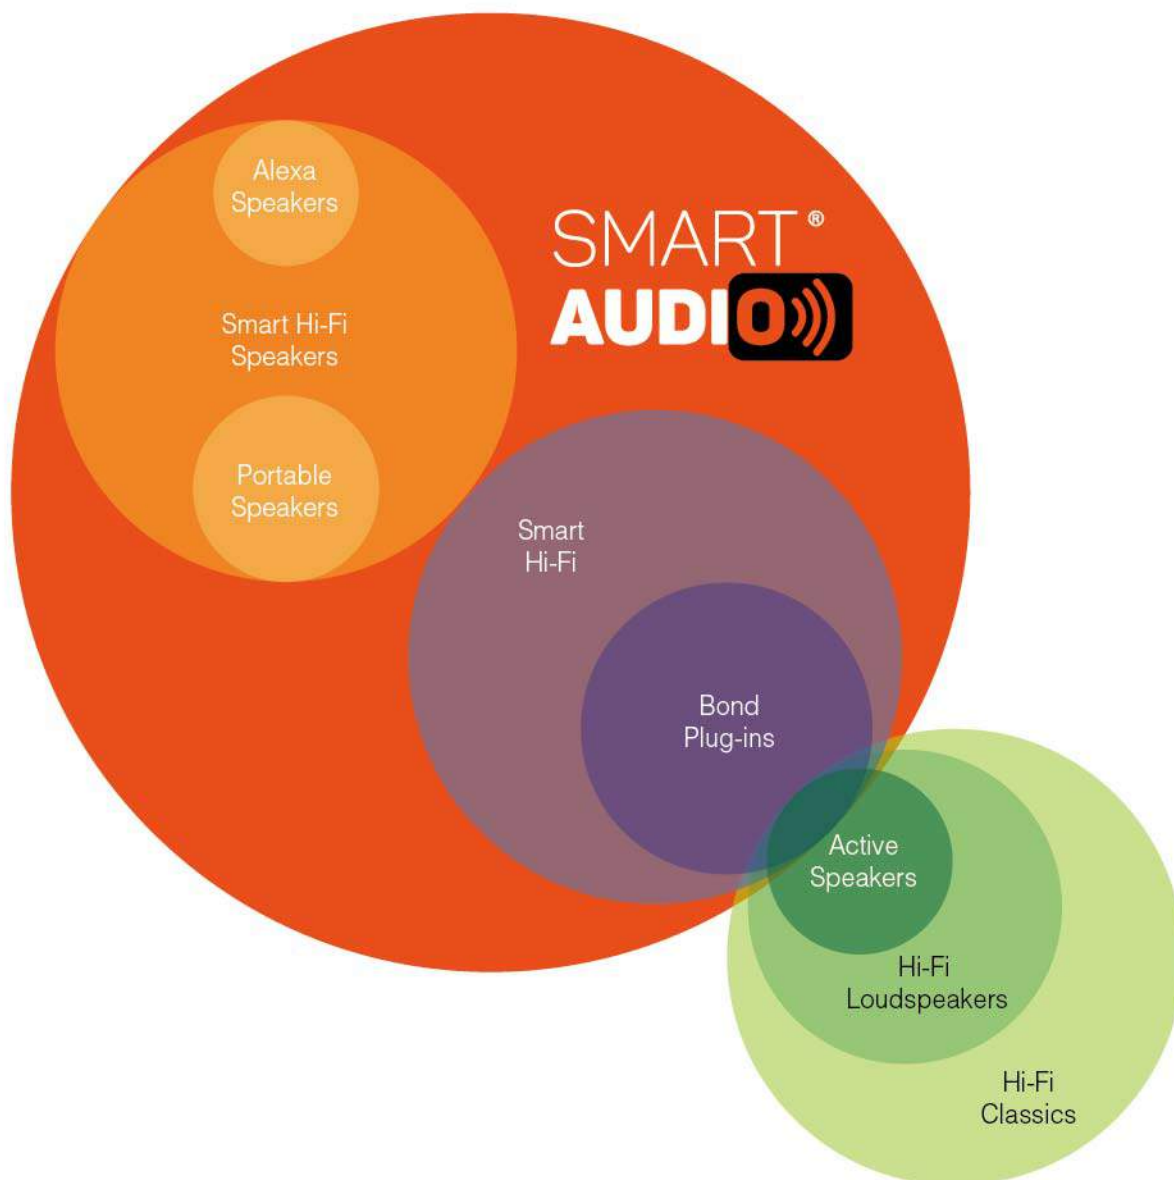 Alexa
Speakers
SMART®
AUDIO
Smart Hi-Fi
Speakers
Portable
Speakers
Smart
Hi-Fi
Bond
Plug-ins
Active
Speakers
Hi-Fi
Loudspeakers
Hi-Fi
Classics